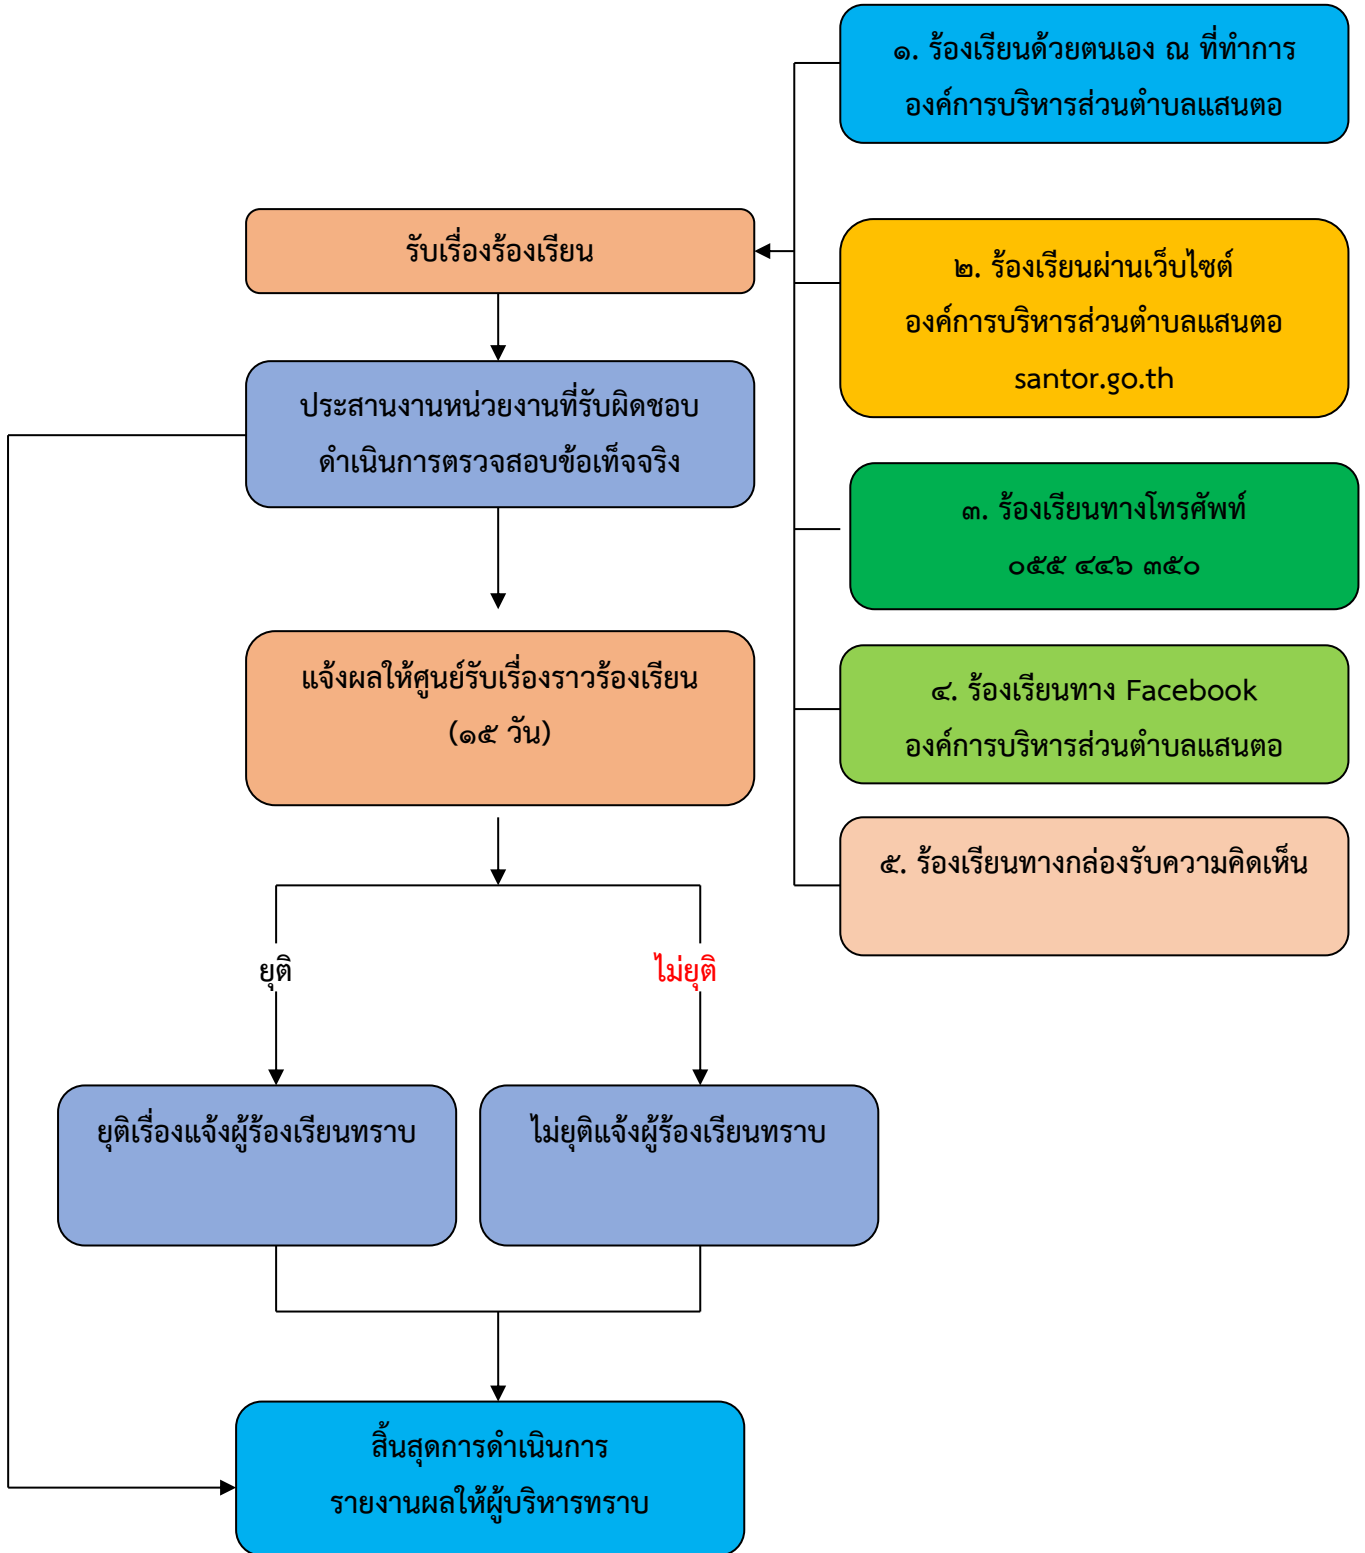 ๑. ร้องเรียนด้วยตนเอง ณ ที่ทำการ
องค์การบริหารส่วนตำบลแสนตอ
รับเรื่องร้องเรียน
๒. ร้องเรียนผ่านเว็บไซต์
องค์การบริหารส่วนตำบลแสนตอ
santor.go.th
ประสานงานหน่วยงานที่รับผิดชอบ
ดำเนินการตรวจสอบข้อเท็จจริง
๓. ร้องเรียนทางโทรศัพท์
๐๕๕ ๔๔๖ ๓๕๐
แจ้งผลให้ศูนย์รับเรื่องราวร้องเรียน
(๑๕ วัน)
๔. ร้องเรียนทาง Facebook
องค์การบริหารส่วนตำบลแสนตอ
๕. ร้องเรียนทางกล่องรับความคิดเห็น
ยุติ
ไม่ยุติ
ยุติเรื่องแจ้งผู้ร้องเรียนทราบ
ไม่ยุติแจ้งผู้ร้องเรียนทราบ
สิ้นสุดการดำเนินการ
รายงานผลให้ผู้บริหารทราบ